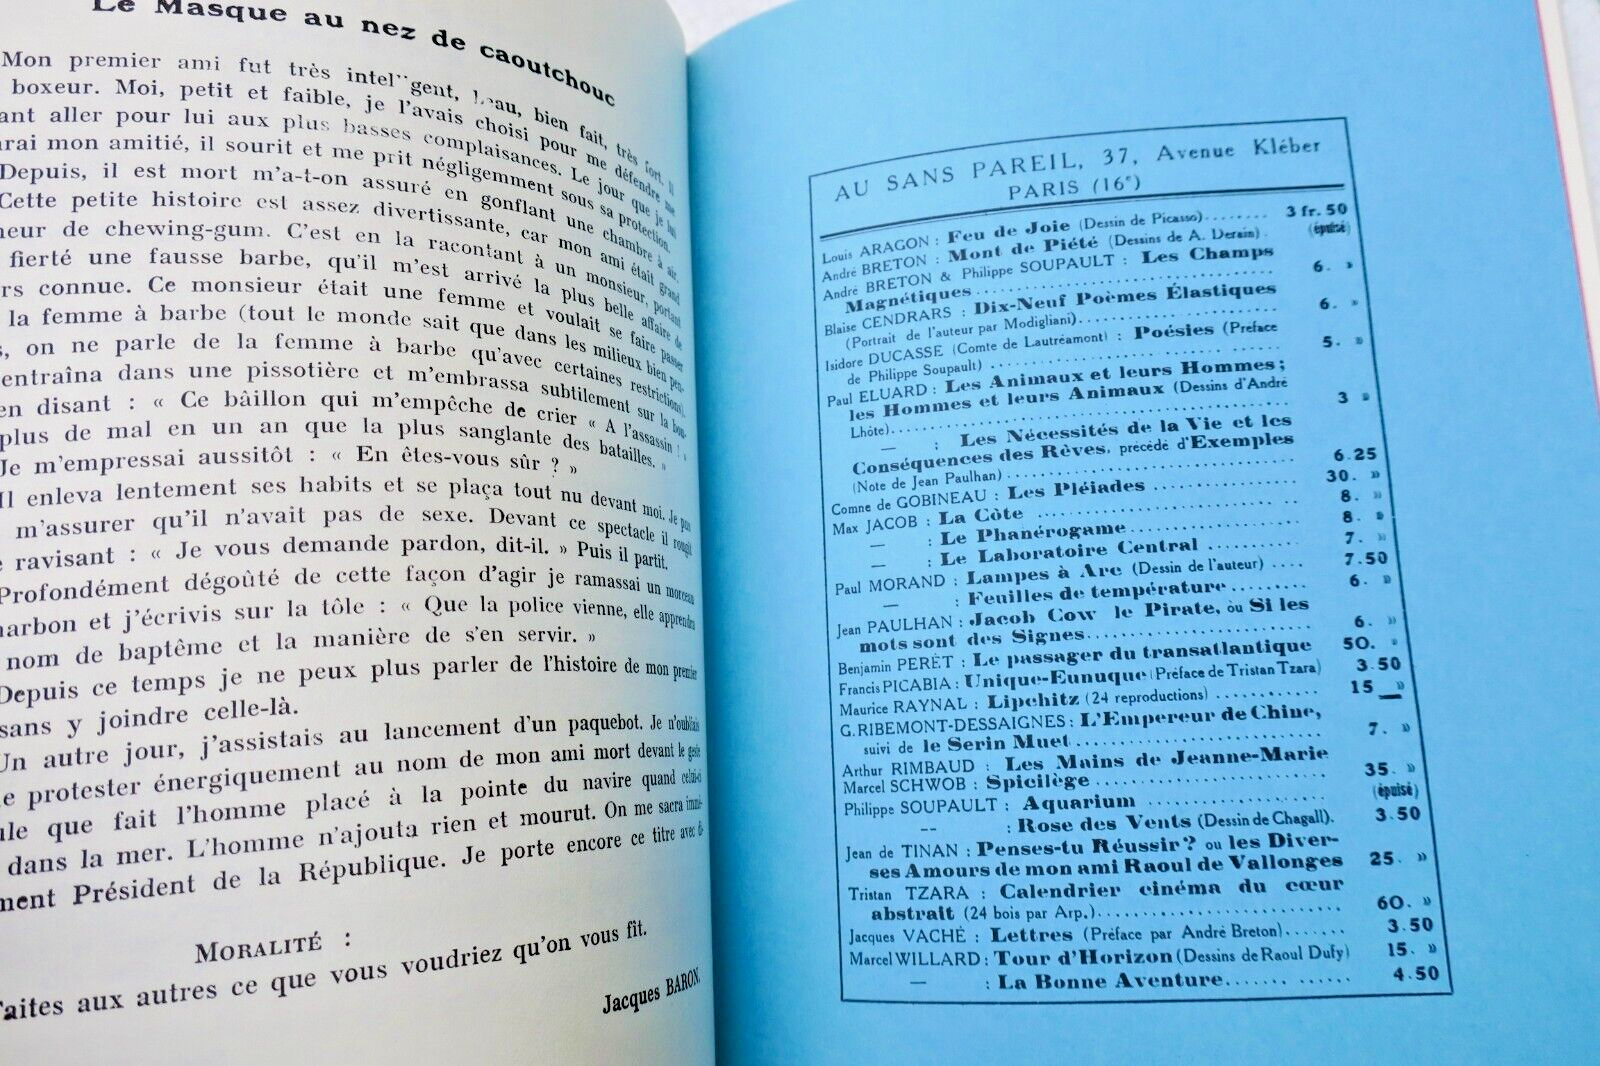 Le Masque au nez de caoutchouc
Mon premier ami fut très intel gent, beau, bien fait, très fort, il
boxeur. Moi, petit et faible, je l'avais choisi pour me défendre me
ant aller pour lui aux plus basses complaisances. Le jour que je lui
rai mon amitié, il sourit et me prit négligemment sous sa protection.
Depuis, il est mort m'a-t-on assuré en gonflant une chambre à air.
Cette petite histoire est assez divertissante, car mon ami était grand
neur de chewing-gum. C'est en la racontant à un monsieur, portant
fierté une fausse barbe, qu'il m'est arrivé la plus belle affaire de
rs connue. Ce monsieur était une femme et voulait se faire passer
la femme à barbe (tout le monde sait que dans les milieux bien pen-
s, on ne parle de la femme à barbe qu'avec certaines restrictions).
entraîna dans une pissotière et m'embrassa subtilement sur la bou-
en disant : « Ce bâillon qui m'empêche de crier « A l'assassin ! »
plus de mal en un an que la plus sanglante des batailles. »
Je m'empressai aussitôt : « En êtes-vous sûr ? »
Il enleva lentement ses habits et se plaça tout nu devant moi. Je pus
m'assurer qu'il n'avait pas de sexe. Devant ce spectacle il rougit
e ravisant : « Je vous demande pardon, dit-il. » Puis il partit.
Profondément dégoûté de cette façon d'agir je ramassai un morceau
harbon et j'écrivis sur la tôle : « Que la police vienne, elle apprendra
nom de baptême et la manière de s'en servir. »
Depuis ce temps je ne peux plus parler de l'histoire de mon premier
sans y joindre celle-là.
Un autre jour, j'assistais au lancement d'un paquebot. Je n'oubliais
e protester énergiquement au nom de mon ami mort devant le geste
ule que fait l'homme placé à la pointe du navire quand celui-ci
dans la mer. L'homme n'ajouta rien et mourut. On me sacra immé-
ment Président de la République. Je porte encore ce titre avec di-
MORALITÉ :
Faites aux autres ce que vous voudriez qu'on vous fît.
Jacques BARON.
AU SANS PAREIL, 37, Avenue Kléber
PARIS (16e)
Louis ARAGON : Feu de Joie (Dessin de Picasso)........ 3 fr. 50
André BRETON : Mont de Piété (Dessins de A. Derain). (épuisé)
André BRETON & Philippe SOUPAULT : Les Champs
Magnétiques................................ 6. »
Blaise CENDRARS : Dix-Neuf Poèmes Élastiques
(Portrait de l'auteur par Modigliani)........................ 6. »
Isidore DUCASSE (Comte de Lautréamont) : Poésies (Préface
de Philippe Soupault) ........................ 5. »
Paul ELUARD : Les Animaux et leurs Hommes ;
les Hommes et leurs Animaux (Dessins d'André
Lhôte)........................ 3 »
— : Les Nécessités de la Vie et les
Conséquences des Rêves, précédé d'Exemples
(Note de Jean Paulhan) ........................ 6.25
Comne de GOBINEAU : Les Pléiades ................ 30. »
Max JACOB : La Côte ........................ 8. »
— : Le Phanérogame........................ 8. »
— : Le Laboratoire Central ............ 7. »
Paul MORAND : Lampes à Arc (Dessin de l'auteur) .... 7.50
— : Feuilles de température........ 6. »
Jean PAULHAN : Jacob Cow le Pirate, ou Si les
mots sont des Signes........................ 6. »
Benjamin PERET : Le passager du transatlantique 50. »
Francis PICABIA : Unique-Eunuque (Préface de Tristan Tzara) 3.50
Maurice RAYNAL : Lipchitz (24 reproductions) ............ 15 »
G. RIBEMONT-DESSAIGNES : L'Empereur de Chine,
suivi de le Serin Muet........................ 7. »
Arthur RIMBAUD : Les Mains de Jeanne-Marie
Marcel SCHWOB : Spicilège ........................ 35. »
Philippe SOUPAULT : Aquarium .................... (épuisé)
-- : Rose des Vents (Dessin de Chagall). 3.50
Jean de TINAN : Penses-tu Réussir ? ou les Diver-
ses Amours de mon ami Raoul de Vallonges 25. »
Tristan TZARA : Calendrier cinéma du cœur
abstrait (24 bois par Arp.)........................ 60. »
Jacques VACHÉ : Lettres (Préface par André Breton)....... 3.50
Marcel WILLARD : Tour d'Horizon (Dessins de Raoul Dufy) 15. »
— : La Bonne Aventure................ 4.50